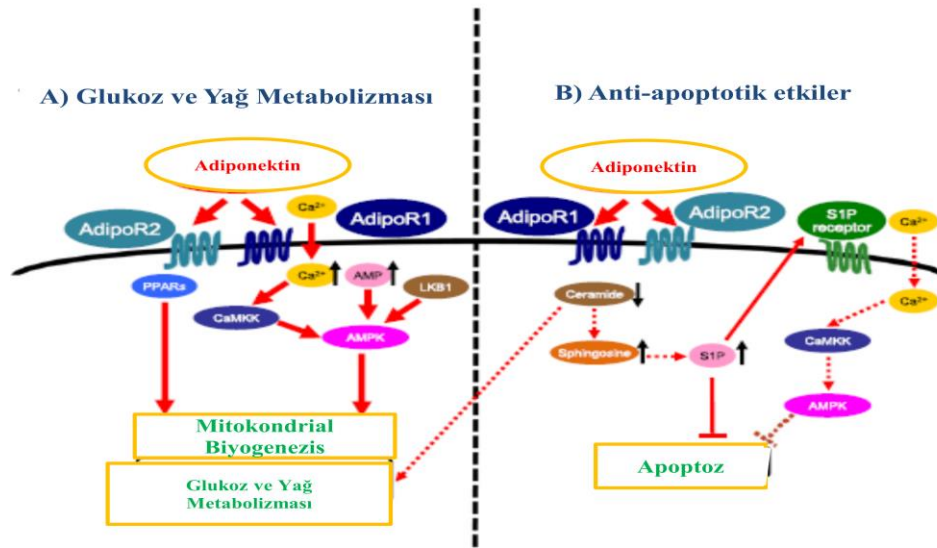 A) Glukoz ve Yağ Metabolizması
Adiponektin
Ca²⁺
AdipoR2
AdipoR1
PPARs
Ca²⁺
AMP
LKB1
CaMKK
AMPK
Mitokondrial
Biyogenezis
Glukoz ve Yağ
Metabolizması
B) Anti-apoptotik etkiler
Adiponektin
AdipoR1
AdipoR2
S1P
receptor
Ca²⁺
Ceramide
Ca²⁺
Sphingosine
S1P
CaMKK
AMPK
Apoptoz